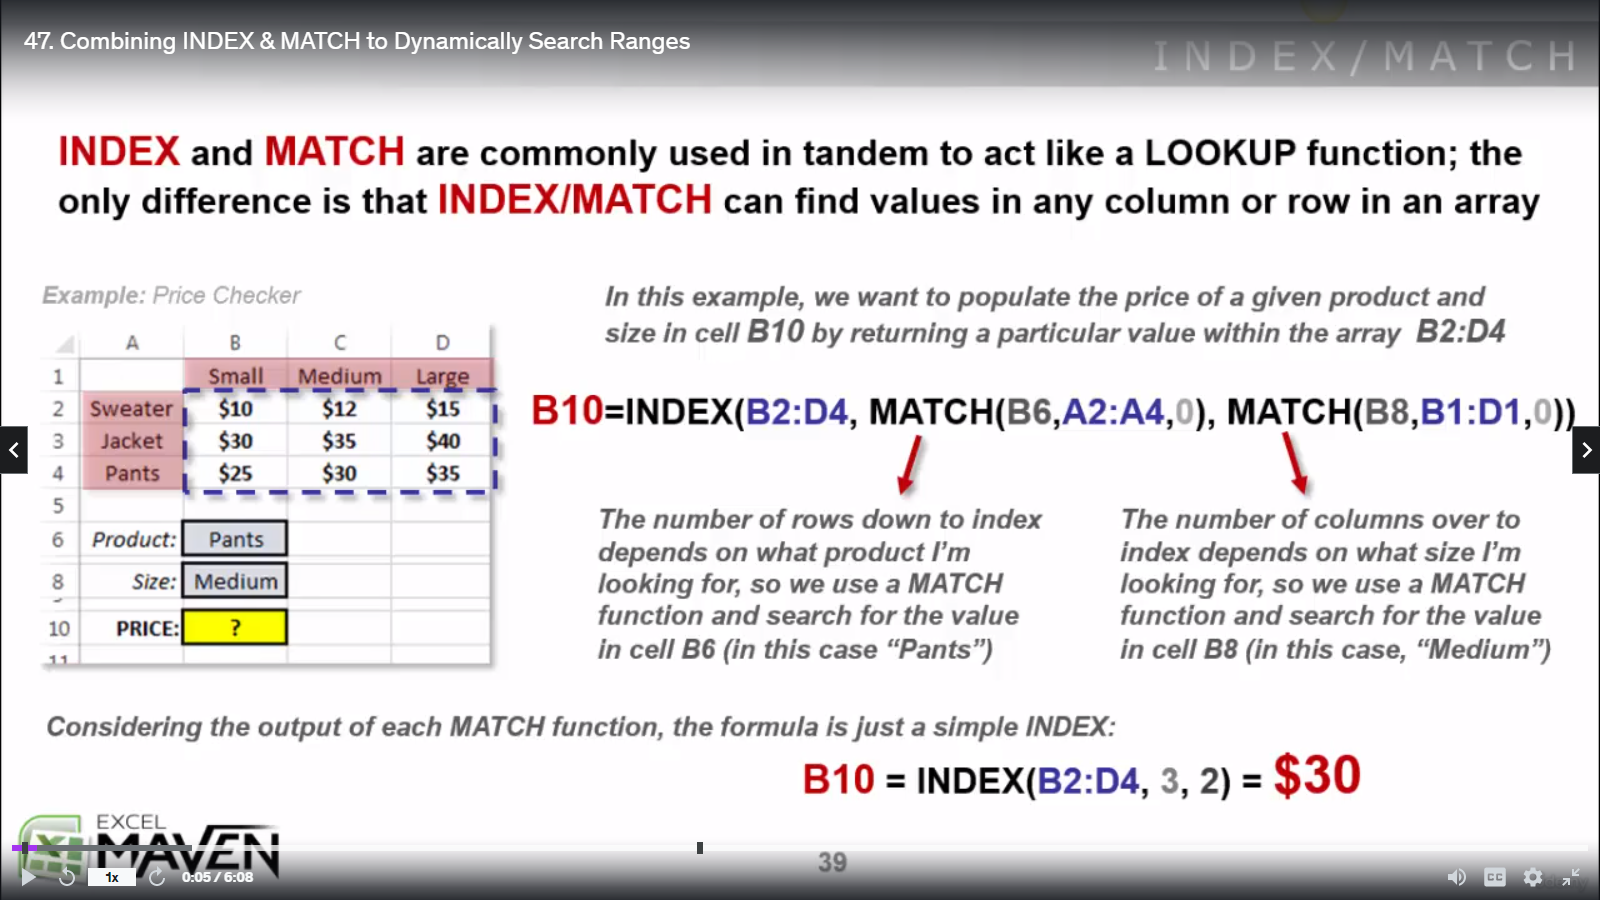 47. Combining INDEX & MATCH to Dynamically Search Ranges
INDEX/MATCH
INDEX and MATCH are commonly used in tandem to act like a LOOKUP function; the
only difference is that INDEX/MATCH can find values in any column or row in an array
Example: Price Checker
A B C D
1 Small Medium Large
2 Sweater $10 $12 $15
3 Jacket $30 $35 $40
4 Pants $25 $30 $35
5
6 Product: Pants
8 Size: Medium
10 PRICE: ?
11
In this example, we want to populate the price of a given product and
size in cell B10 by returning a particular value within the array B2:D4
B10=INDEX(B2:D4, MATCH(B6,A2:A4,0), MATCH(B8,B1:D1,0))
The number of rows down to index
depends on what product I'm
looking for, so we use a MATCH
function and search for the value
in cell B6 (in this case “Pants”)
The number of columns over to
index depends on what size I'm
looking for, so we use a MATCH
function and search for the value
in cell B8 (in this case, “Medium”)
Considering the output of each MATCH function, the formula is just a simple INDEX:
B10 = INDEX(B2:D4, 3, 2) = $30
EXCEL
MAVEN
39
1x 0:05 / 6:08 CC